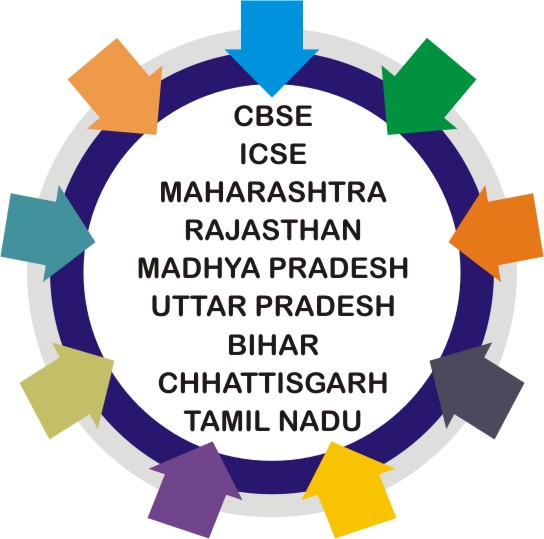 CBSE
ICSE
MAHARASHTRA
RAJASTHAN
MADHYA PRADESH
UTTAR PRADESH
BIHAR
CHHATTISGARH
TAMIL NADU